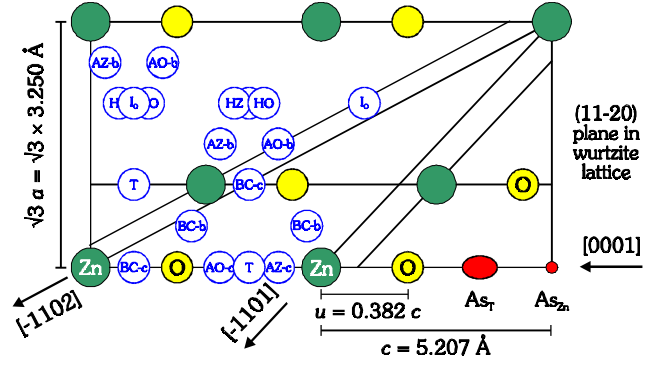 √3 a = √3 × 3.250 Å
AZ-b AO-b
H I₀ O HZ HO I₀
AZ-b AO-b
T BC-c O
BC-b BC-b
Zn BC-c O AO-c T AZ-c Zn O
(11-20)
plane in
wurtzite
lattice
[0001]
[-1102]
[-1101]
As_T As_Zn
u = 0.382 c
c = 5.207 Å